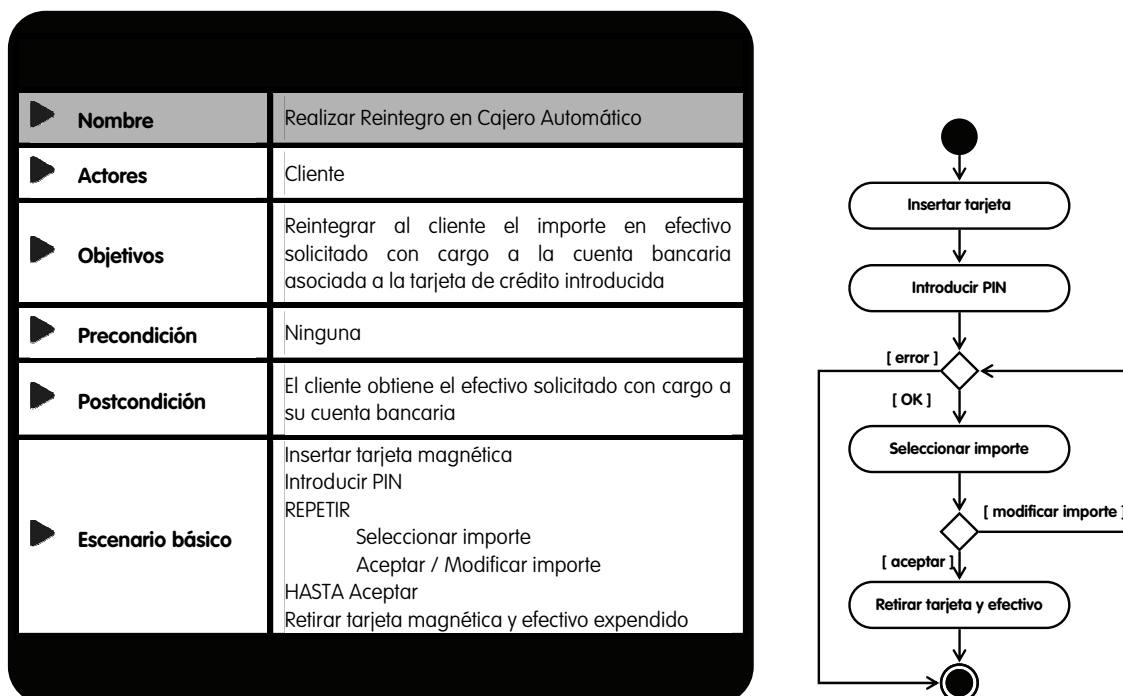 Nombre
Realizar Reintegro en Cajero Automático
Actores
Cliente
Objetivos
Reintegrar al cliente el importe en efectivo
solicitado con cargo a la cuenta bancaria
asociada a la tarjeta de crédito introducida
Precondición
Ninguna
Postcondición
El cliente obtiene el efectivo solicitado con cargo a
su cuenta bancaria
Escenario básico
Insertar tarjeta magnética
Introducir PIN
REPETIR
Seleccionar importe
Aceptar / Modificar importe
HASTA Aceptar
Retirar tarjeta magnética y efectivo expendido
Insertar tarjeta
Introducir PIN
[ error ]
[ OK ]
Seleccionar importe
[ modificar importe ]
[ aceptar ]
Retirar tarjeta y efectivo